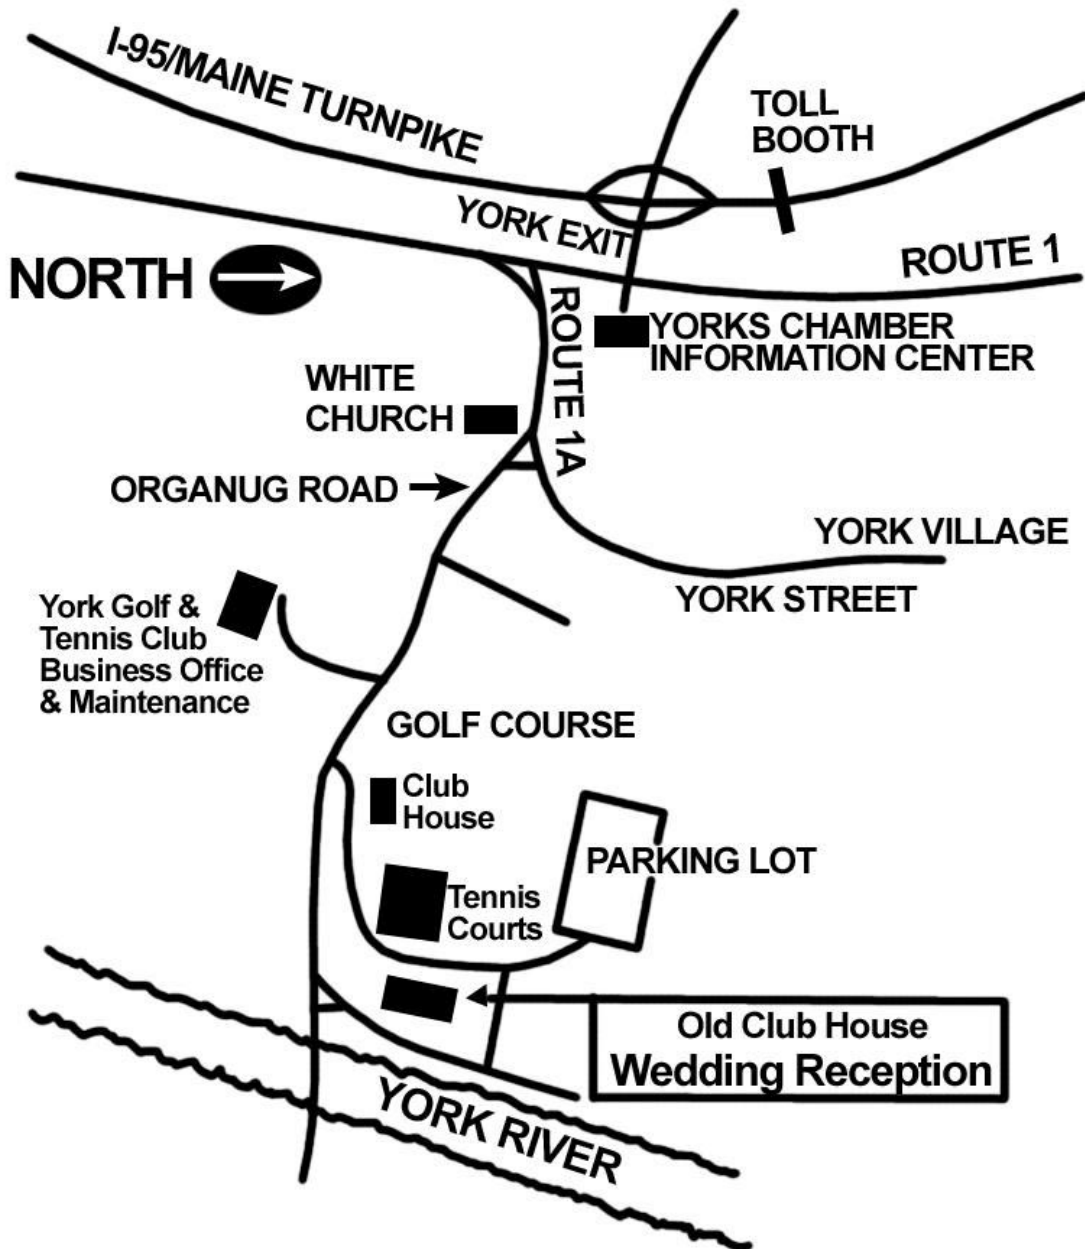 I-95/MAINE TURNPIKE
TOLL
BOOTH
YORK EXIT
ROUTE 1
NORTH
ROUTE 1A
YORKS CHAMBER
INFORMATION CENTER
WHITE
CHURCH
ORGANUG ROAD
YORK VILLAGE
YORK STREET
York Golf &
Tennis Club
Business Office
& Maintenance
GOLF COURSE
Club
House
PARKING LOT
Tennis
Courts
Old Club House
Wedding Reception
YORK RIVER